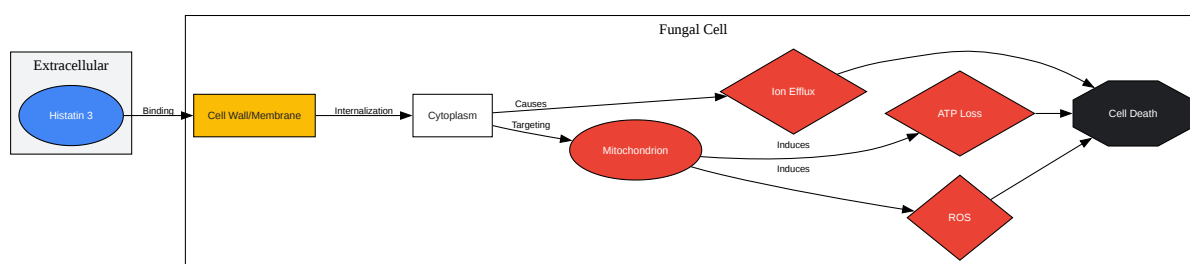 Fungal Cell
Extracellular
Histatin 3
Binding
Cell Wall/Membrane
Internalization
Cytoplasm
Causes
Targeting
Ion Efflux
Mitochondrion
Induces
Induces
ATP Loss
ROS
Cell Death